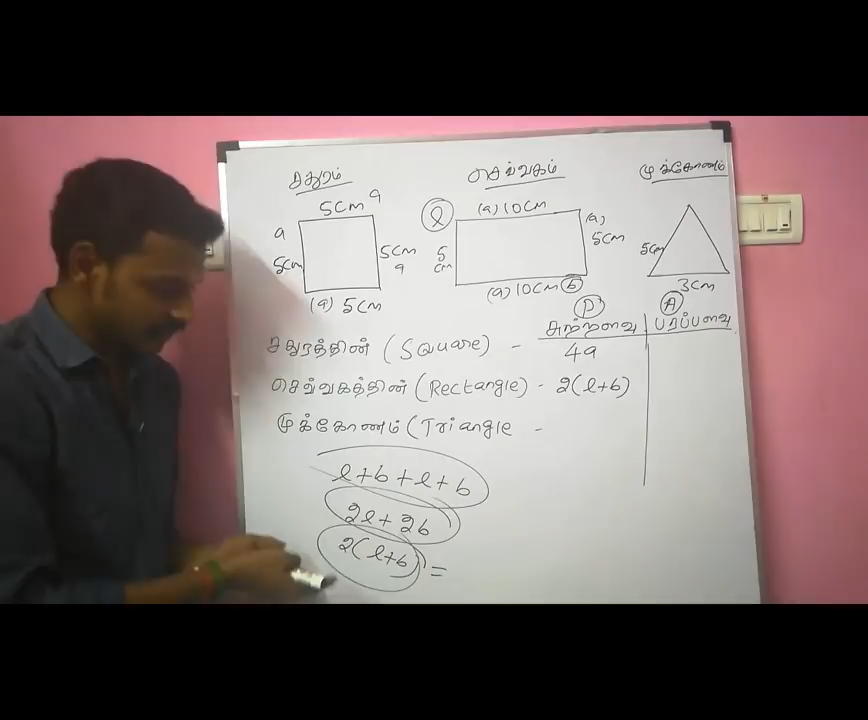 சதுரம்
செவ்வகம்
முக்கோணம்
5cm a
a
5cm
5cm
a
(a) 5cm
l
(a) 10cm
(a)
5cm
5
cm
(a) 10cm b
5cm
3cm
P
A
சுற்றளவு
பரப்பளவு
சதுரத்தின் (Square) - 4a
செவ்வகத்தின் (Rectangle) - 2(l+b)
முக்கோணம் (Triangle -
l+b+l+b
2l+2b
2(l+b) =